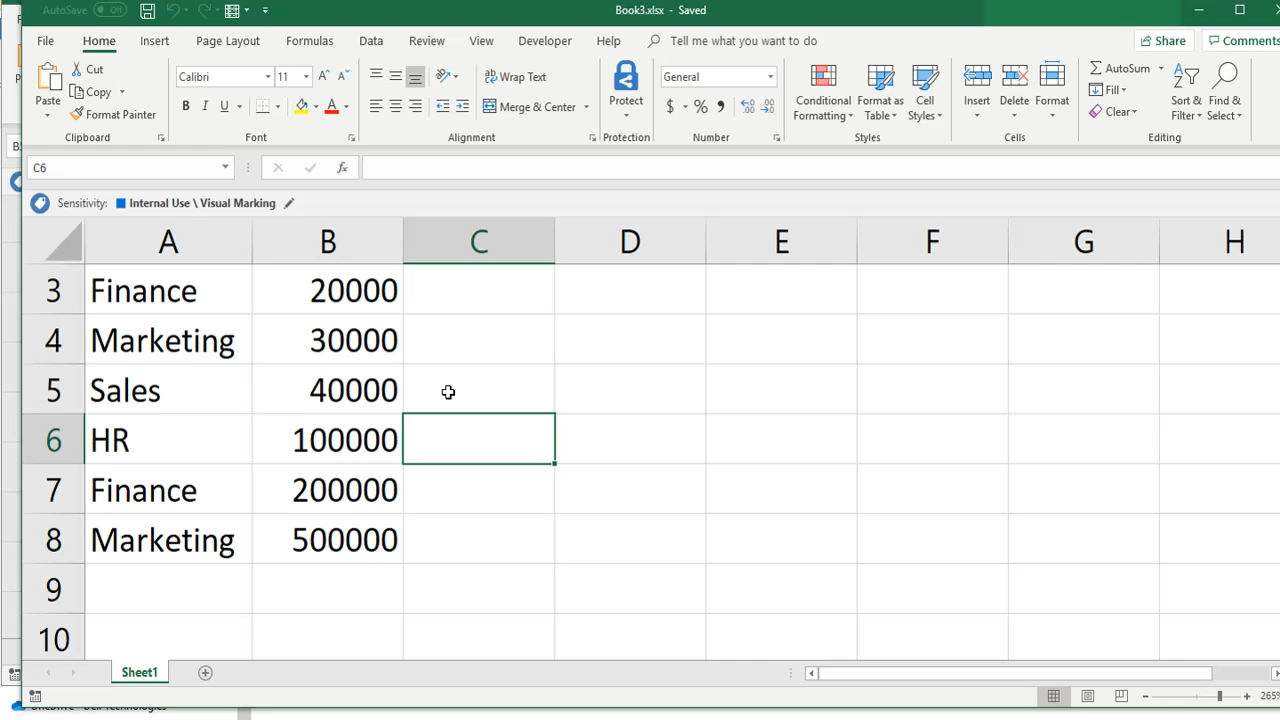 AutoSave Off
Book3.xlsx - Saved
File Home Insert Page Layout Formulas Data Review View Developer Help Tell me what you want to do Share Comments
Paste
Cut
Copy
Format Painter
Clipboard
Calibri 11 A A
B I U A
Font
Wrap Text
Merge & Center
Alignment
Protect
Protection
General
$ % ,
Number
Conditional Formatting
Format as Table
Cell Styles
Styles
Insert
Delete
Format
Cells
AutoSum
Fill
Clear
Sort & Filter
Find & Select
Editing
C6 fx
Sensitivity: Internal Use \ Visual Marking
A B C D E F G H
3 Finance 20000
4 Marketing 30000
5 Sales 40000
6 HR 100000
7 Finance 200000
8 Marketing 500000
9
10
Sheet1
265%